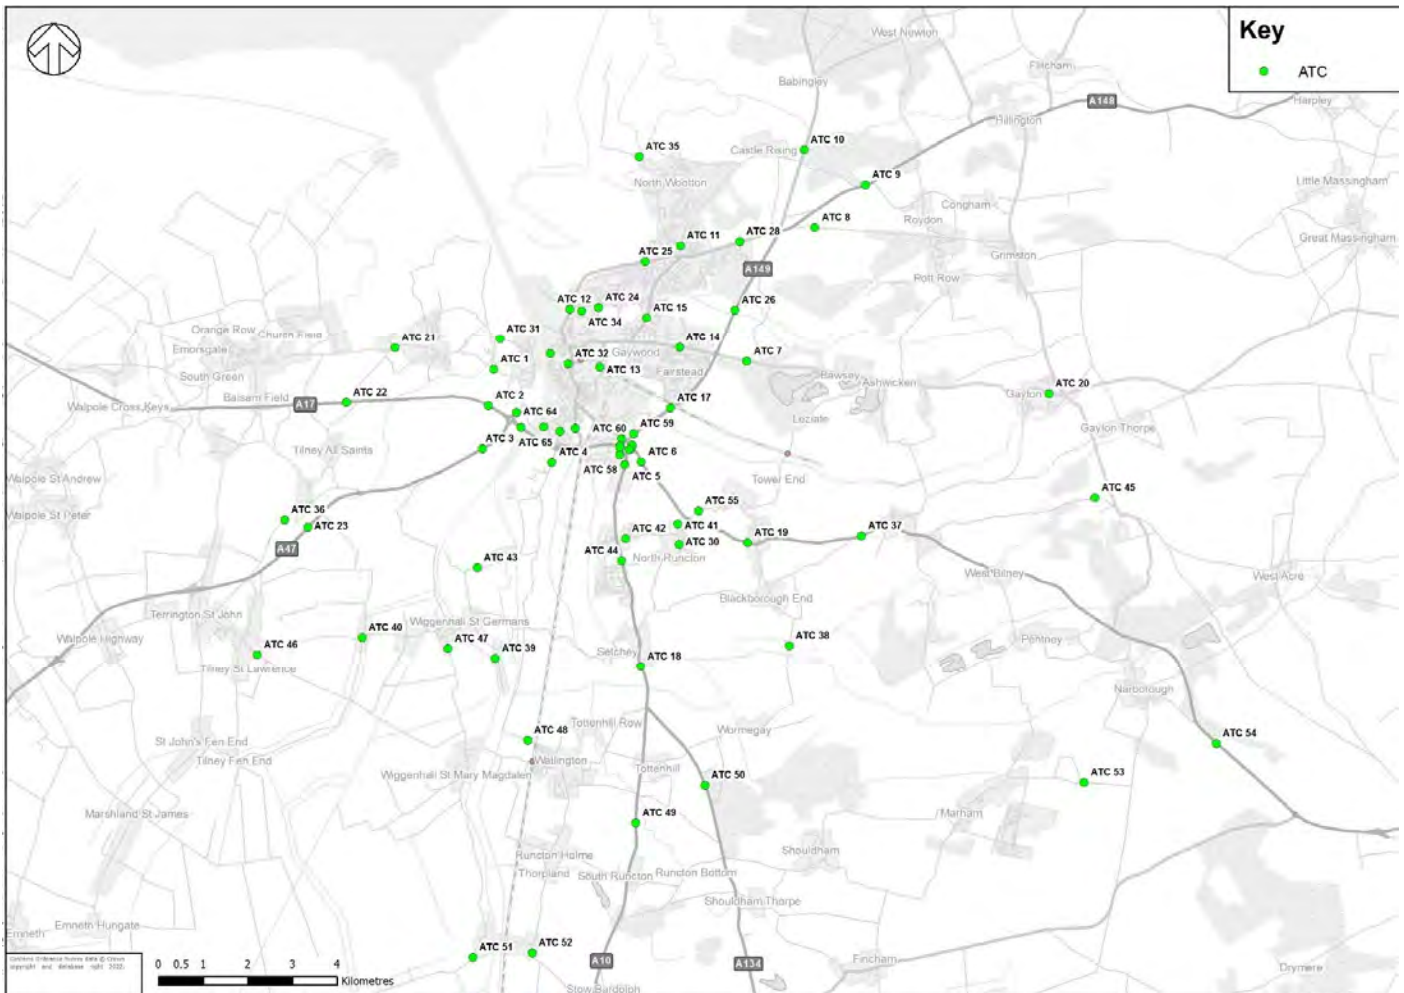 Key
ATC
West Newton
Babingley
Flitcham
A148
Harpley
Hillington
ATC 10
Castle Rising
ATC 35
North Wootton
ATC 9
Little Massingham
Congham
Roydon
ATC 8
ATC 28
ATC 11
Great Massingham
ATC 25
Grimston
A149
Pott Row
ATC 12
ATC 24
ATC 15
ATC 26
ATC 34
Orange Row
Church Field
ATC 21
ATC 31
Emorsgate
ATC 14
ATC 32
Gaywood
ATC 1
ATC 7
South Green
ATC 13
Fairstead
Bawsey
Ashwicken
ATC 20
Gayton
Balsam Field
ATC 22
A17
Walpole Cross Keys
ATC 2
ATC 17
ATC 64
Leziate
Gayton Thorpe
ATC 60
ATC 59
ATC 65
ATC 3
Tilney All Saints
ATC 4
ATC 58
ATC 6
ATC 5
Tower End
Walpole St Andrew
ATC 45
ATC 55
Walpole St Peter
ATC 36
ATC 23
ATC 41
ATC 42
ATC 19
ATC 37
A47
ATC 30
ATC 44
North Runcton
ATC 43
West Bilney
West Acre
Blackborough End
Terrington St John
Wiggenhall St Germans
Walpole Highway
ATC 40
ATC 46
ATC 47
ATC 39
ATC 38
Pentney
Setchey
ATC 18
Tilney St Lawrence
Narborough
Tottenhill Row
Wormegay
St John's Fen End
ATC 48
ATC 54
Tilney Fen End
Watlington
Wiggenhall St Mary Magdalen
Tottenhill
ATC 50
ATC 53
Marshland St James
ATC 49
Marham
Shouldham
Runcton Holme
Thorpland
South Runcton
Runcton Bottom
Shouldham Thorpe
Emneth Hungate
Emneth
ATC 51
ATC 52
Contains Ordnance Survey data © Crown
copyright and database right 2022.
A10
A134
Fincham
Drymere
0 0.5 1 2 3 4
Kilometres
Stow Bardolph